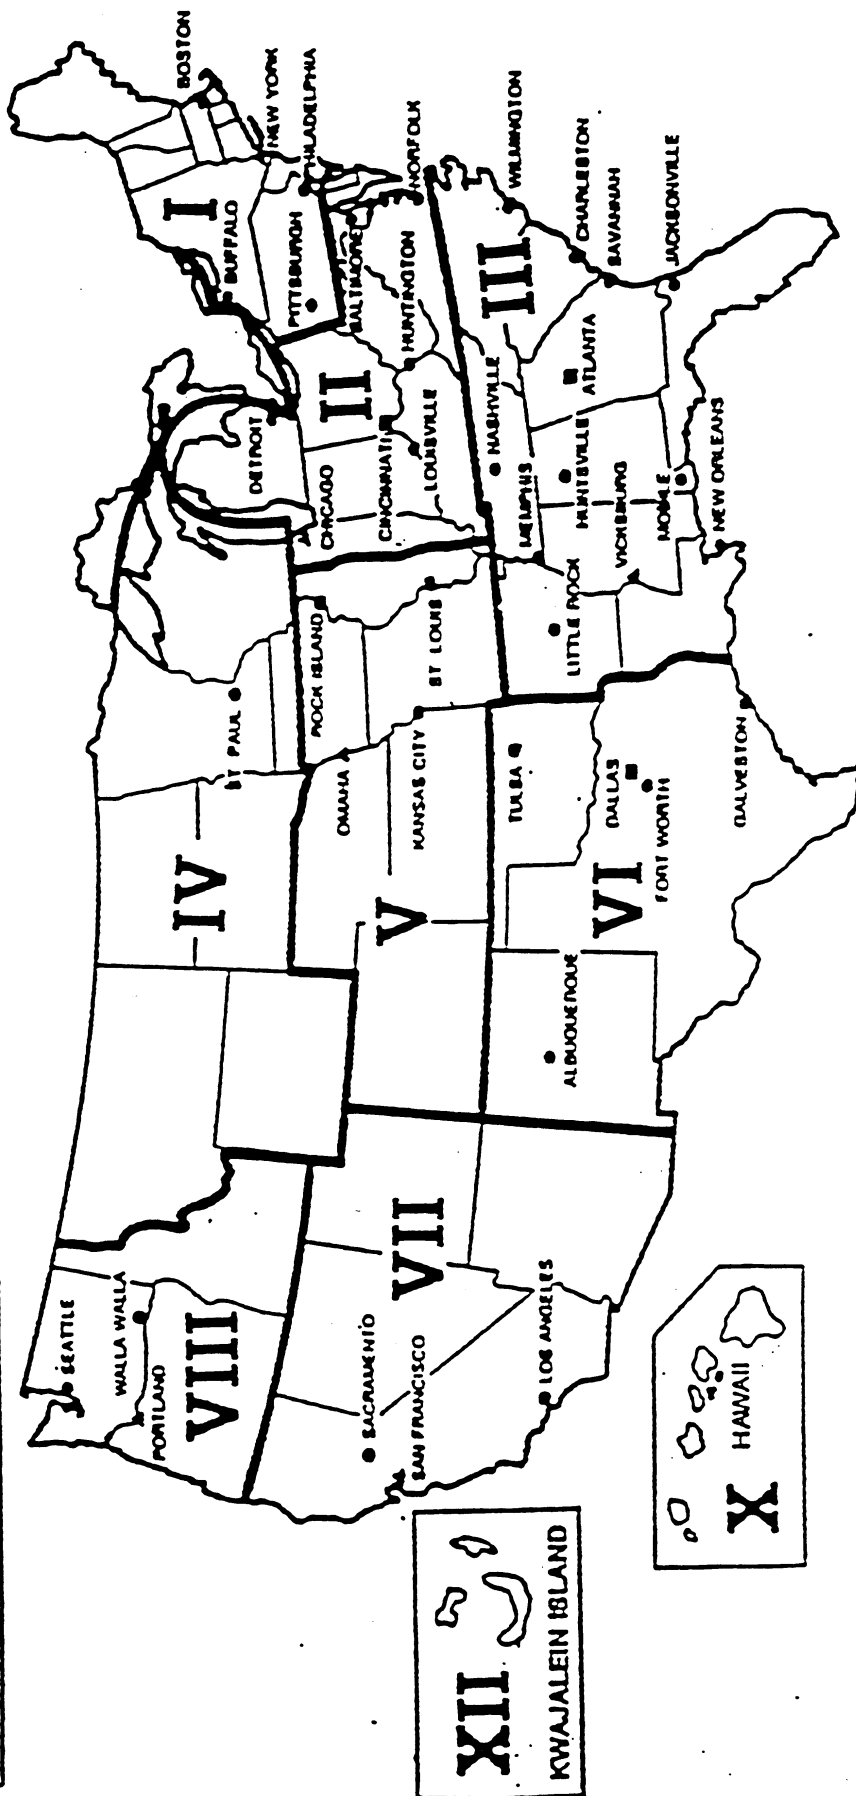 SEATTLE
WALLA WALLA
PORTLAND
VIII
SACRAMENTO
SAN FRANCISCO
VII
LOS ANGELES
XII
KWAJALEIN ISLAND
X
HAWAII
IV
ST PAUL
OMAHA
ROCK ISLAND
V
KANSAS CITY
ST LOUIS
ALBUQUERQUE
TULSA
VI
DALLAS
FORT WORTH
GALVESTON
LITTLE ROCK
VICKSBURG
NEW ORLEANS
MOBILE
MEMPHIS
NASHVILLE
HUNTSVILLE
ATLANTA
III
WILMINGTON
CHARLESTON
SAVANNAH
JACKSONVILLE
DETROIT
CHICAGO
II
CINCINNATI
LOUISVILLE
HUNTINGTON
BALTIMORE
NORFOLK
I
BUFFALO
PITTSBURGH
BOSTON
NEW YORK
PHILADELPHIA